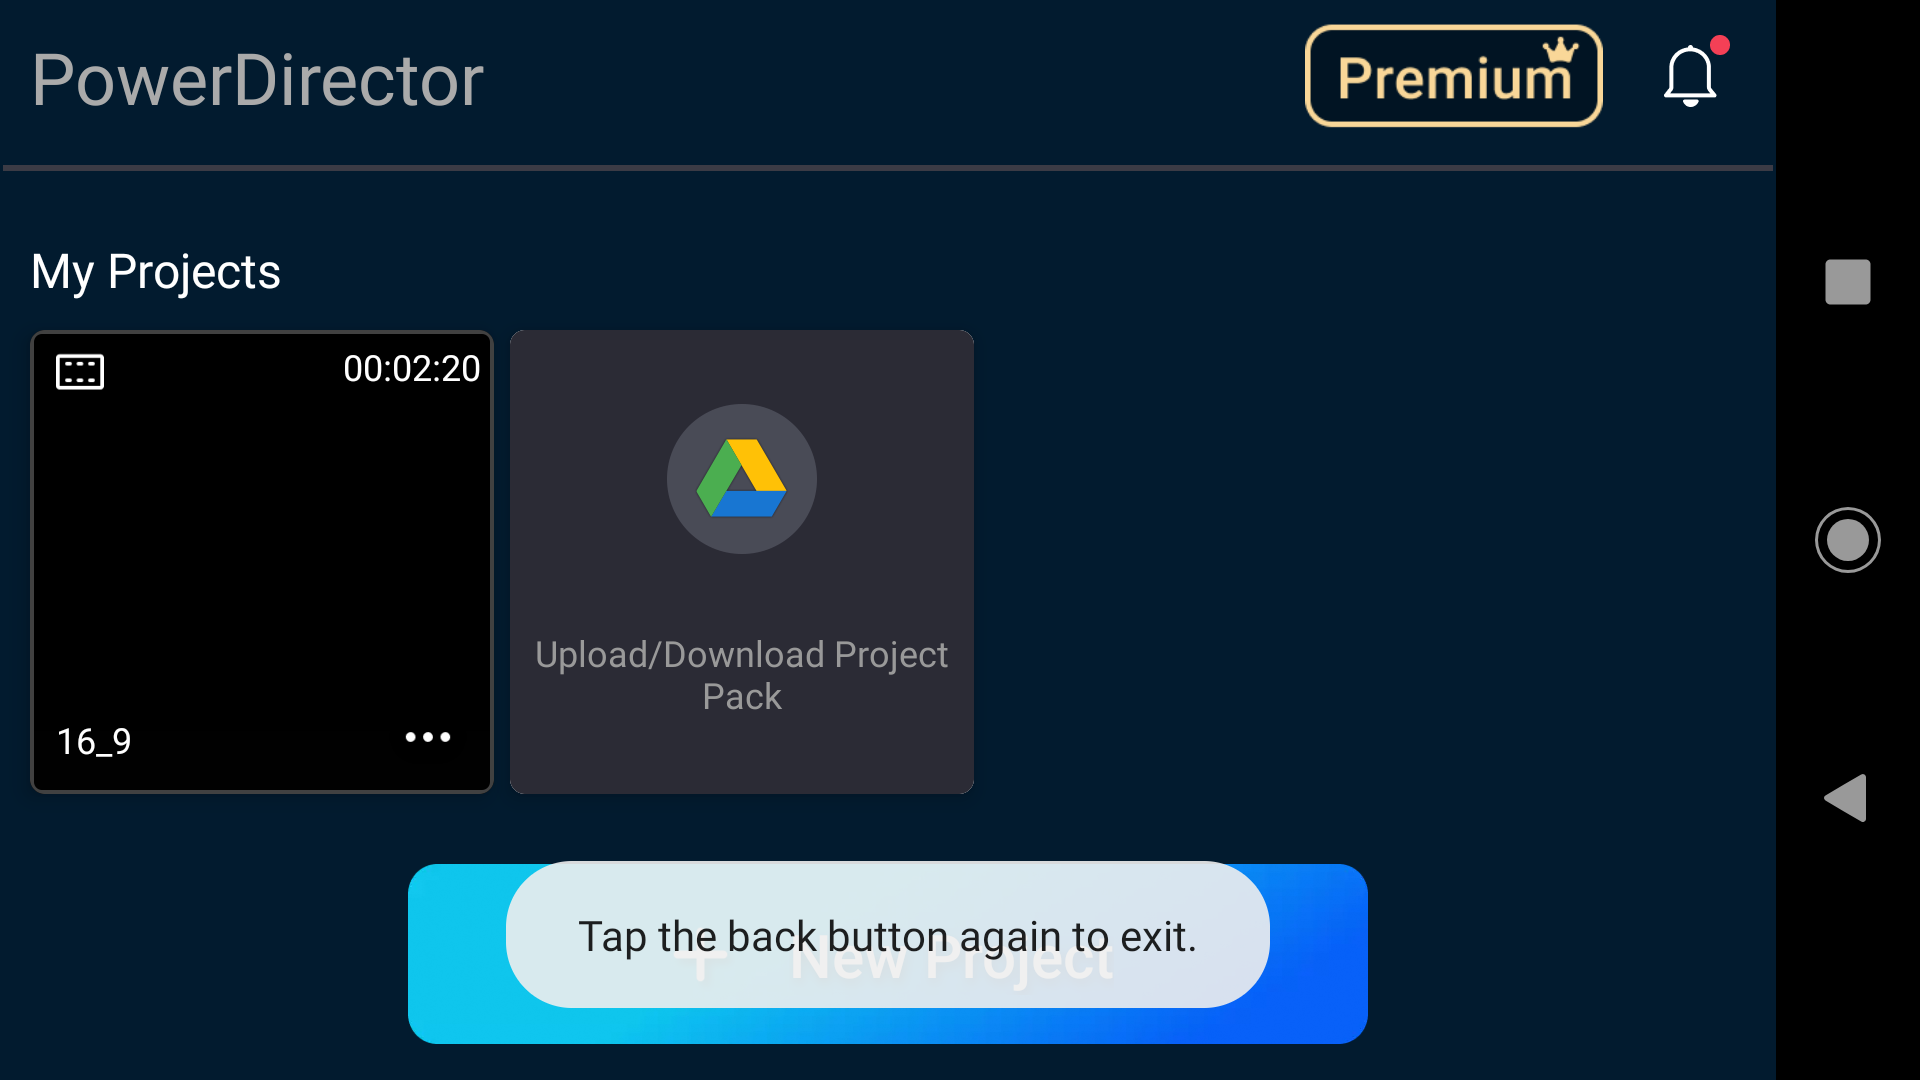 PowerDirector
Premium
My Projects
00:02:20
16_9
Upload/Download Project
Pack
Tap the back button again to exit.
+ New Project